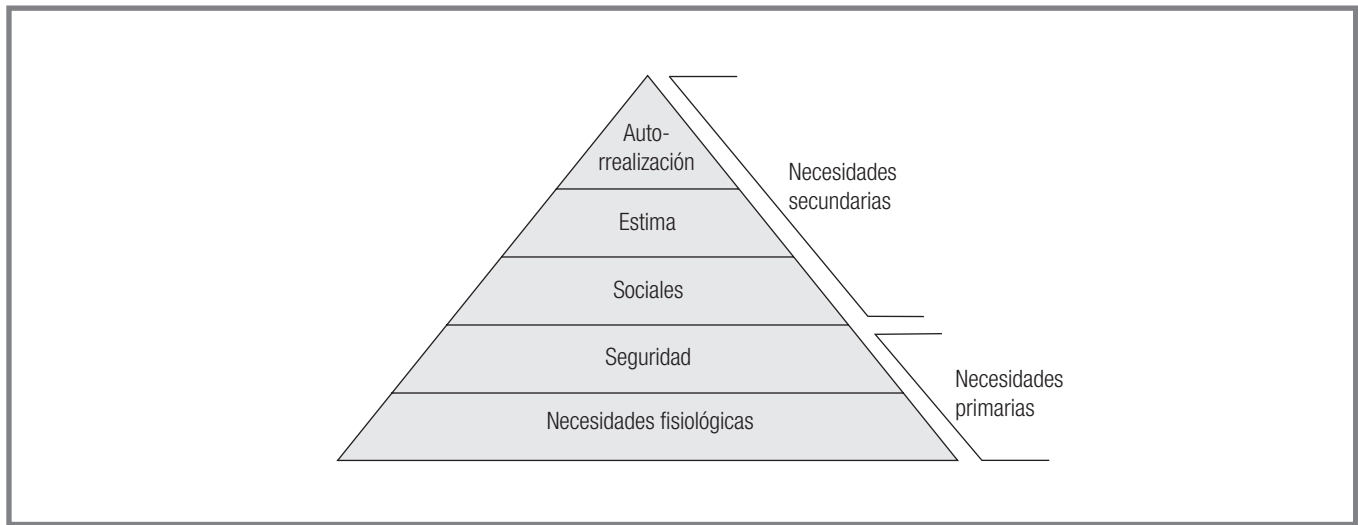 Auto-
rrealización
Estima
Sociales
Seguridad
Necesidades fisiológicas
Necesidades
secundarias
Necesidades
primarias